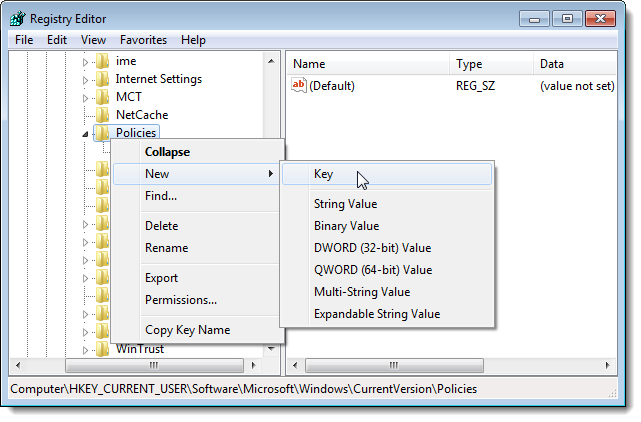 Registry Editor
File Edit View Favorites Help
ime
Internet Settings
MCT
NetCache
Policies
Name Type Data
ab (Default) REG_SZ (value not set)
Collapse
New
Find...
Delete
Rename
Export
Permissions...
Copy Key Name
Key
String Value
Binary Value
DWORD (32-bit) Value
QWORD (64-bit) Value
Multi-String Value
Expandable String Value
WinTrust
Computer\HKEY_CURRENT_USER\Software\Microsoft\Windows\CurrentVersion\Policies